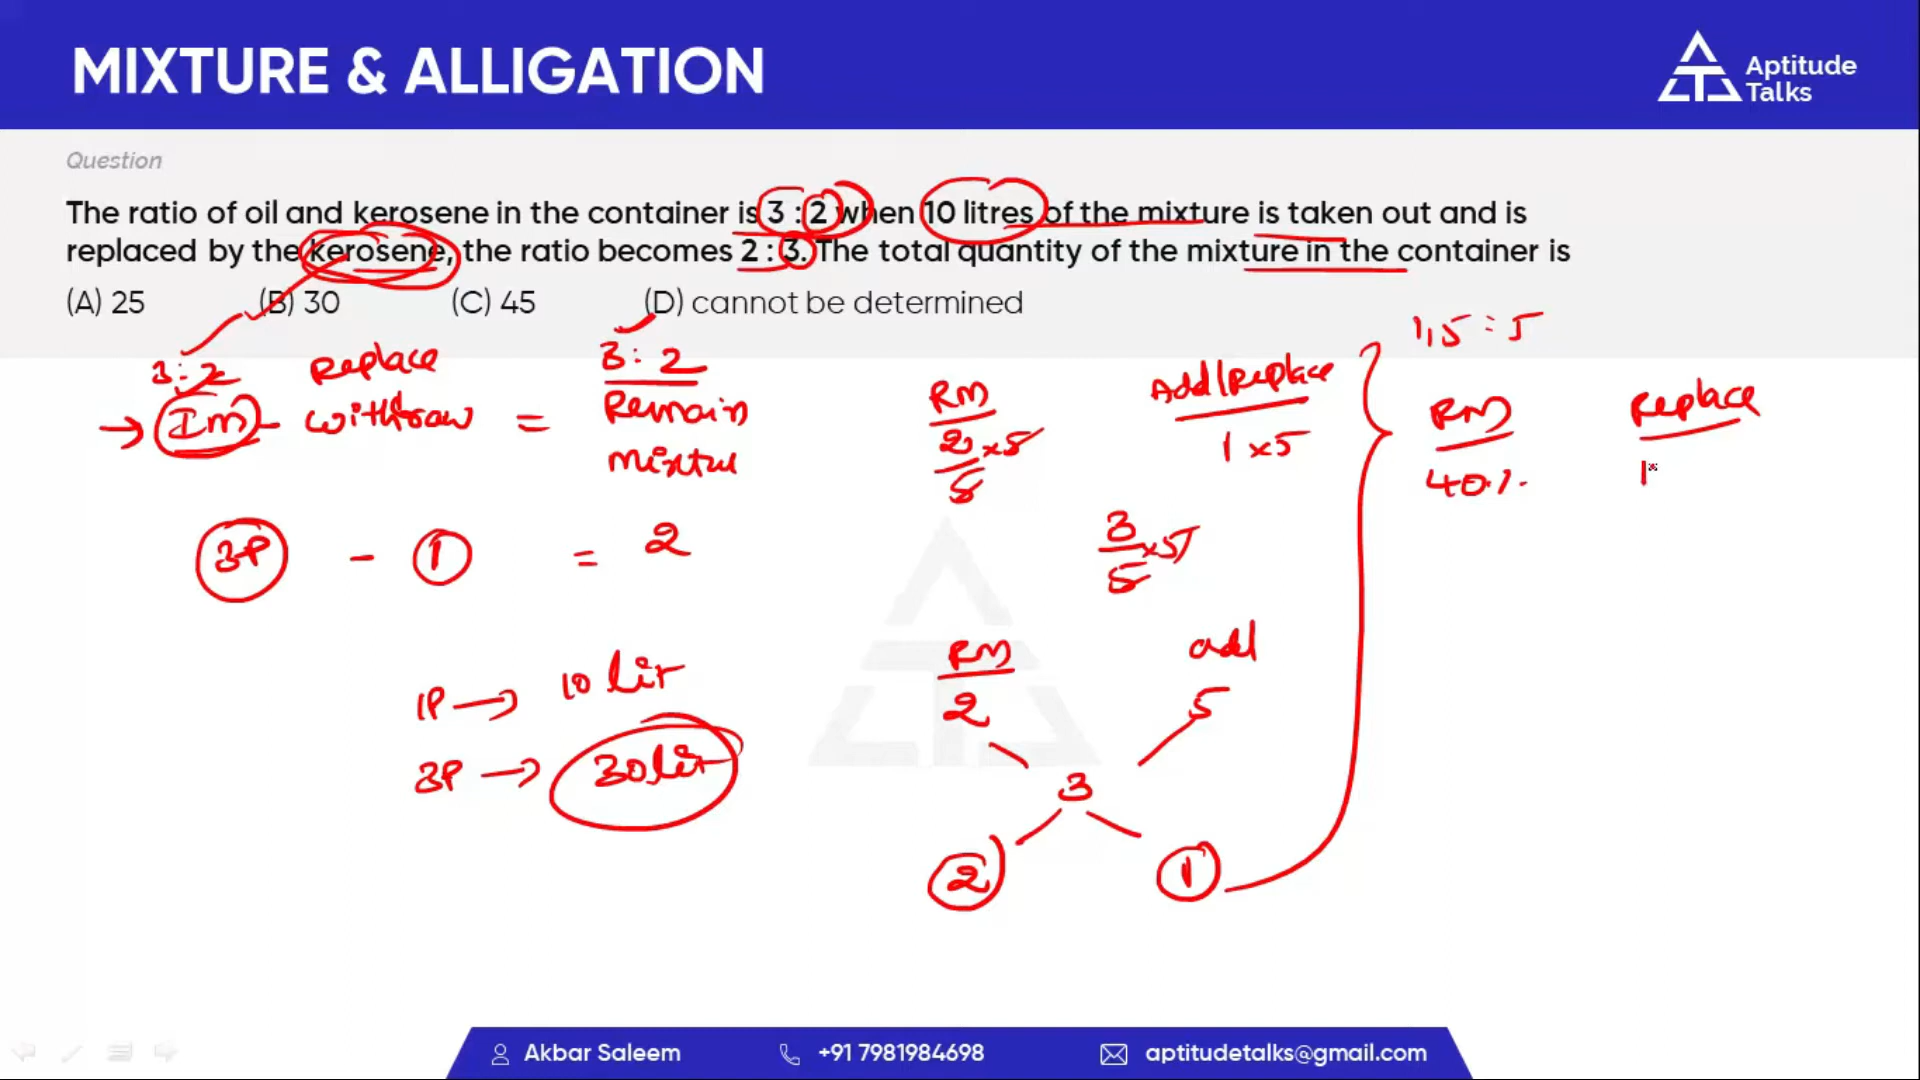 MIXTURE & ALLIGATION
Aptitude
Talks
Question
The ratio of oil and kerosene in the container is 3 : 2 when 10 litres of the mixture is taken out and is
replaced by the kerosene, the ratio becomes 2 : 3. The total quantity of the mixture in the container is
(A) 25 (B) 30 (C) 45 (D) cannot be determined
3:2 Replace 3:2
Im - withdraw = Remain
mixture
3P - 1 = 2
1P → 10 lit
3P → 30 lit
RM Add/Replace
2/5 × 5 1 × 5
3/5 × 5
RM add
2 5
3
2 1
1,5 : 5
RM Replace
40% 1
Akbar Saleem +91 7981984698 aptitudetalks@gmail.com